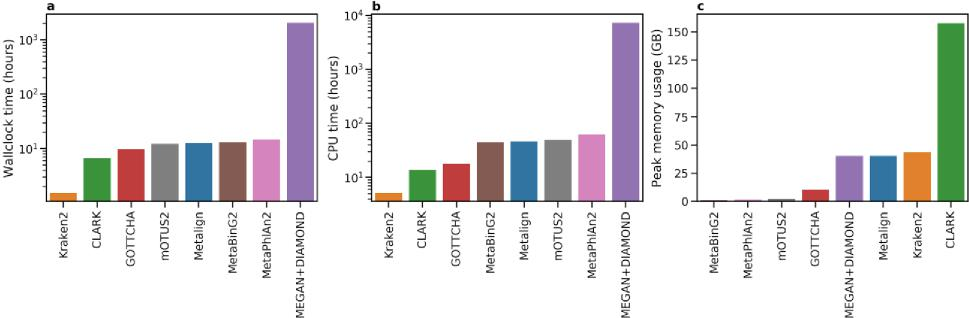 a
Wallclock time (hours)
10³
10²
10¹
Kraken2
CLARK
GOTTCHA
mOTUS2
Metalign
MetaBinG2
MetaPhlAn2
MEGAN+DIAMOND
b
CPU time (hours)
10⁴
10³
10²
10¹
Kraken2
CLARK
GOTTCHA
MetaBinG2
Metalign
mOTUS2
MetaPhlAn2
MEGAN+DIAMOND
c
Peak memory usage (GB)
150
125
100
75
50
25
0
MetaBinG2
MetaPhlAn2
mOTUS2
GOTTCHA
MEGAN+DIAMOND
Metalign
Kraken2
CLARK